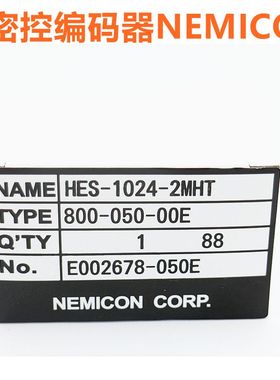 密控编码器NEMICON
NAME HES-1024-2MHT
TYPE 800-050-00E
Q'TY 1 88
No. E002678-050E
NEMICON CORP.